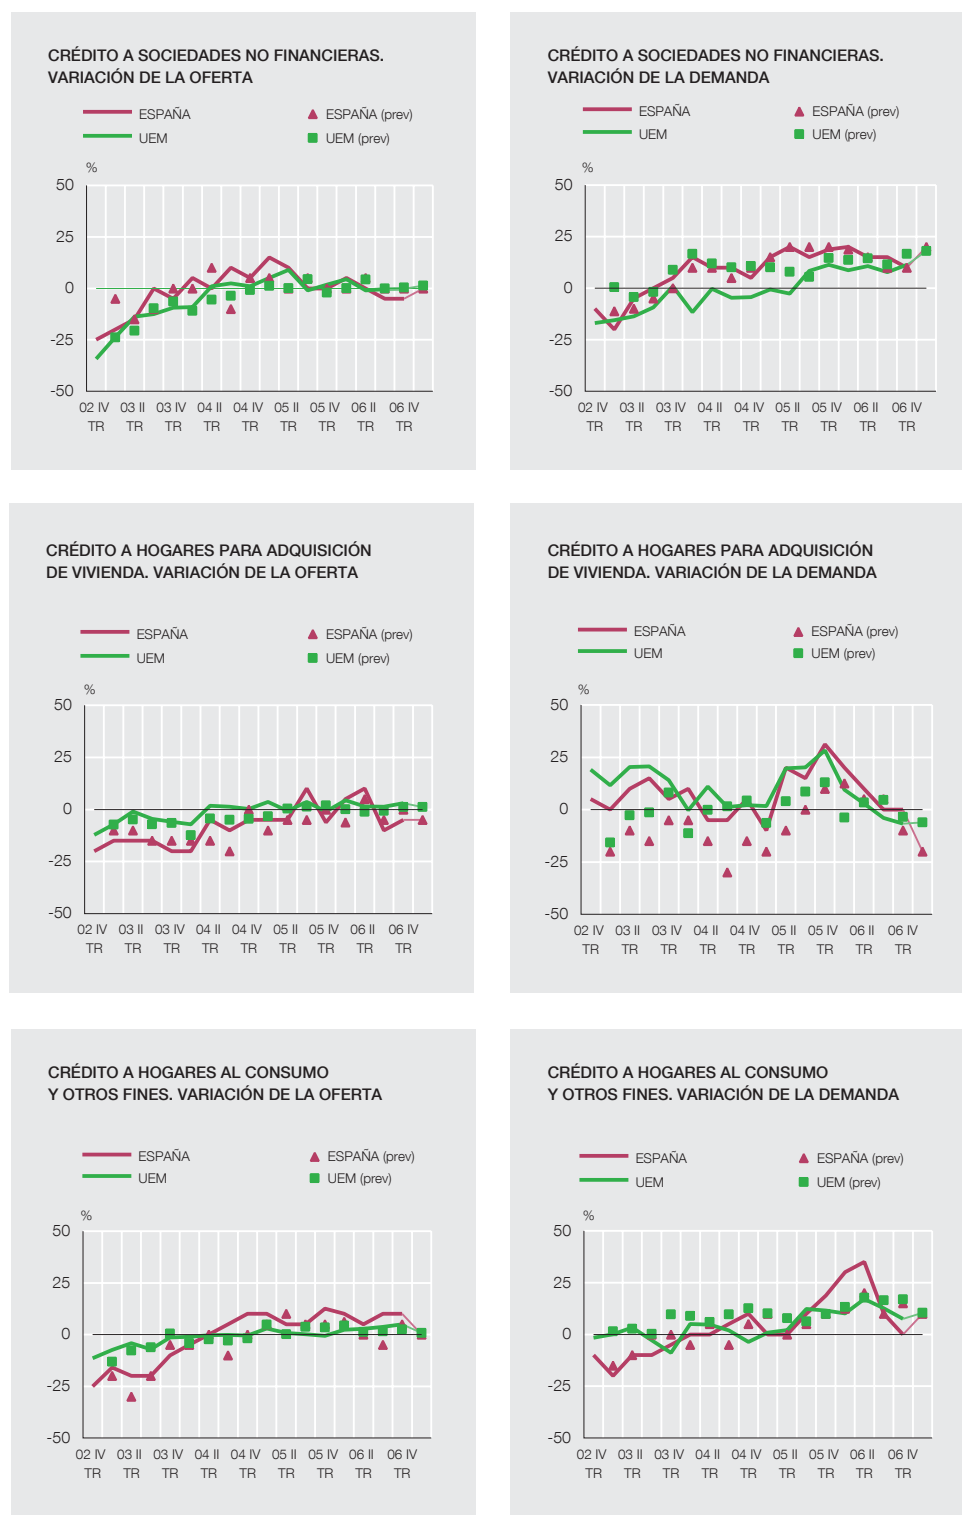 CRÉDITO A SOCIEDADES NO FINANCIERAS.
VARIACIÓN DE LA OFERTA
ESPAÑA
ESPAÑA (prev)
UEM
UEM (prev)
%
50
25
0
-25
-50
02 IV 03 II 03 IV 04 II 04 IV 05 II 05 IV 06 II 06 IV
TR TR TR TR TR TR TR TR TR
CRÉDITO A SOCIEDADES NO FINANCIERAS.
VARIACIÓN DE LA DEMANDA
ESPAÑA
ESPAÑA (prev)
UEM
UEM (prev)
%
50
25
0
-25
-50
02 IV 03 II 03 IV 04 II 04 IV 05 II 05 IV 06 II 06 IV
TR TR TR TR TR TR TR TR TR
CRÉDITO A HOGARES PARA ADQUISICIÓN
DE VIVIENDA. VARIACIÓN DE LA OFERTA
ESPAÑA
ESPAÑA (prev)
UEM
UEM (prev)
%
50
25
0
-25
-50
02 IV 03 II 03 IV 04 II 04 IV 05 II 05 IV 06 II 06 IV
TR TR TR TR TR TR TR TR TR
CRÉDITO A HOGARES PARA ADQUISICIÓN
DE VIVIENDA. VARIACIÓN DE LA DEMANDA
ESPAÑA
ESPAÑA (prev)
UEM
UEM (prev)
%
50
25
0
-25
-50
02 IV 03 II 03 IV 04 II 04 IV 05 II 05 IV 06 II 06 IV
TR TR TR TR TR TR TR TR TR
CRÉDITO A HOGARES AL CONSUMO
Y OTROS FINES. VARIACIÓN DE LA OFERTA
ESPAÑA
ESPAÑA (prev)
UEM
UEM (prev)
%
50
25
0
-25
-50
02 IV 03 II 03 IV 04 II 04 IV 05 II 05 IV 06 II 06 IV
TR TR TR TR TR TR TR TR TR
CRÉDITO A HOGARES AL CONSUMO
Y OTROS FINES. VARIACIÓN DE LA DEMANDA
ESPAÑA
ESPAÑA (prev)
UEM
UEM (prev)
%
50
25
0
-25
-50
02 IV 03 II 03 IV 04 II 04 IV 05 II 05 IV 06 II 06 IV
TR TR TR TR TR TR TR TR TR